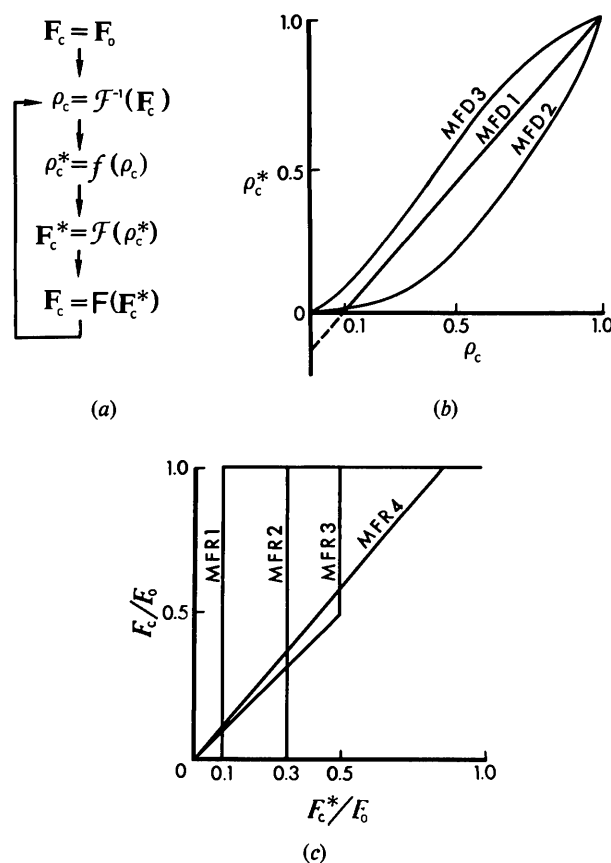 F_c = F_o
ρ_c = ℱ⁻¹(F_c)
ρ_c* = f(ρ_c)
F_c* = ℱ(ρ_c*)
F_c = F(F_c*)
(a)
1.0
0.5
0
ρ_c*
MFD3
MFD1
MFD2
0.1
0.5
1.0
ρ_c
(b)
1.0
0.5
0
F_c/F_o
MFR1
MFR2
MFR3
MFR4
0.1
0.3
0.5
1.0
F_c*/F_o
(c)